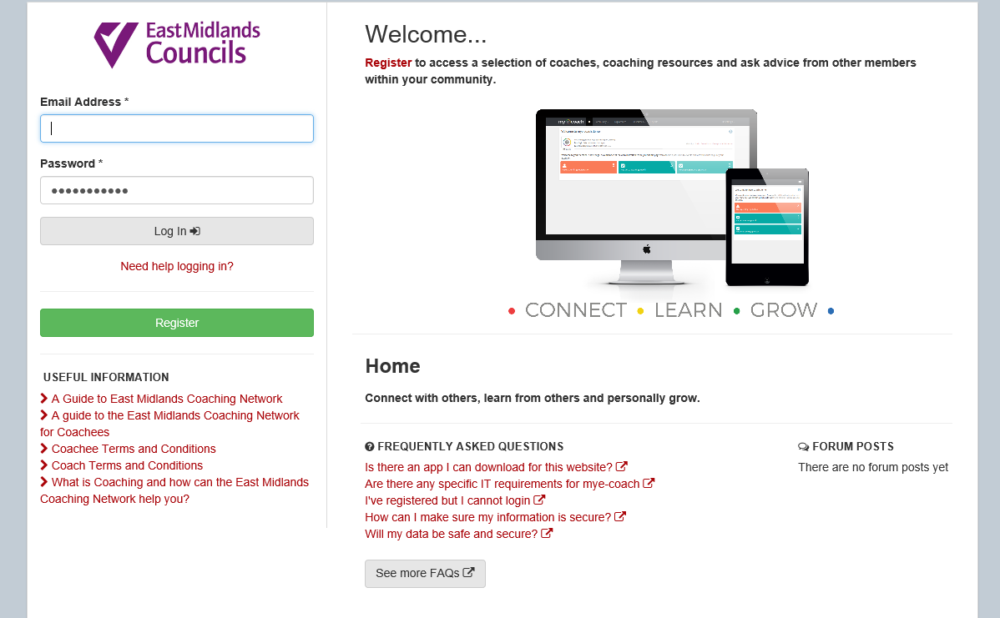 East Midlands
Councils
Email Address *
Password *
•••••••••••
Log In
Need help logging in?
Register
USEFUL INFORMATION
A Guide to East Midlands Coaching Network
A guide to the East Midlands Coaching Network
for Coachees
Coachee Terms and Conditions
Coach Terms and Conditions
What is Coaching and how can the East Midlands
Coaching Network help you?
Welcome...
Register to access a selection of coaches, coaching resources and ask advice from other members
within your community.
• CONNECT • LEARN • GROW •
Home
Connect with others, learn from others and personally grow.
FREQUENTLY ASKED QUESTIONS
Is there an app I can download for this website?
Are there any specific IT requirements for mye-coach
I've registered but I cannot login
How can I make sure my information is secure?
Will my data be safe and secure?
See more FAQs
FORUM POSTS
There are no forum posts yet